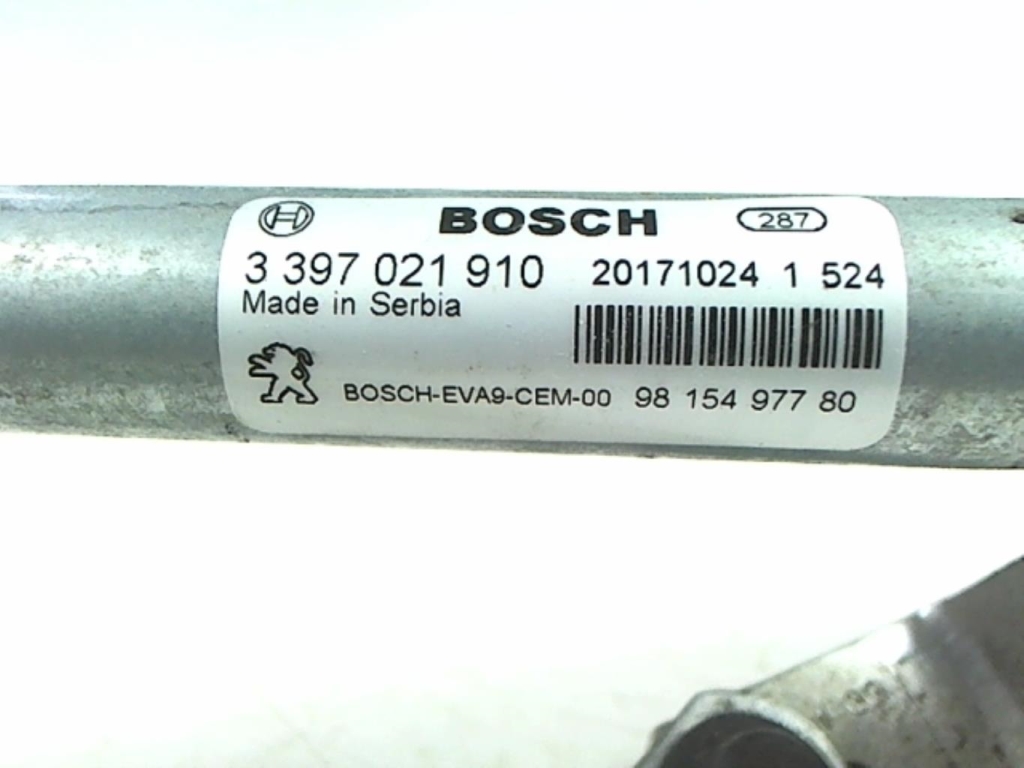 BOSCH 287
3 397 021 910 20171024 1 524
Made in Serbia
BOSCH-EVA9-CEM-00 98 154 977 80